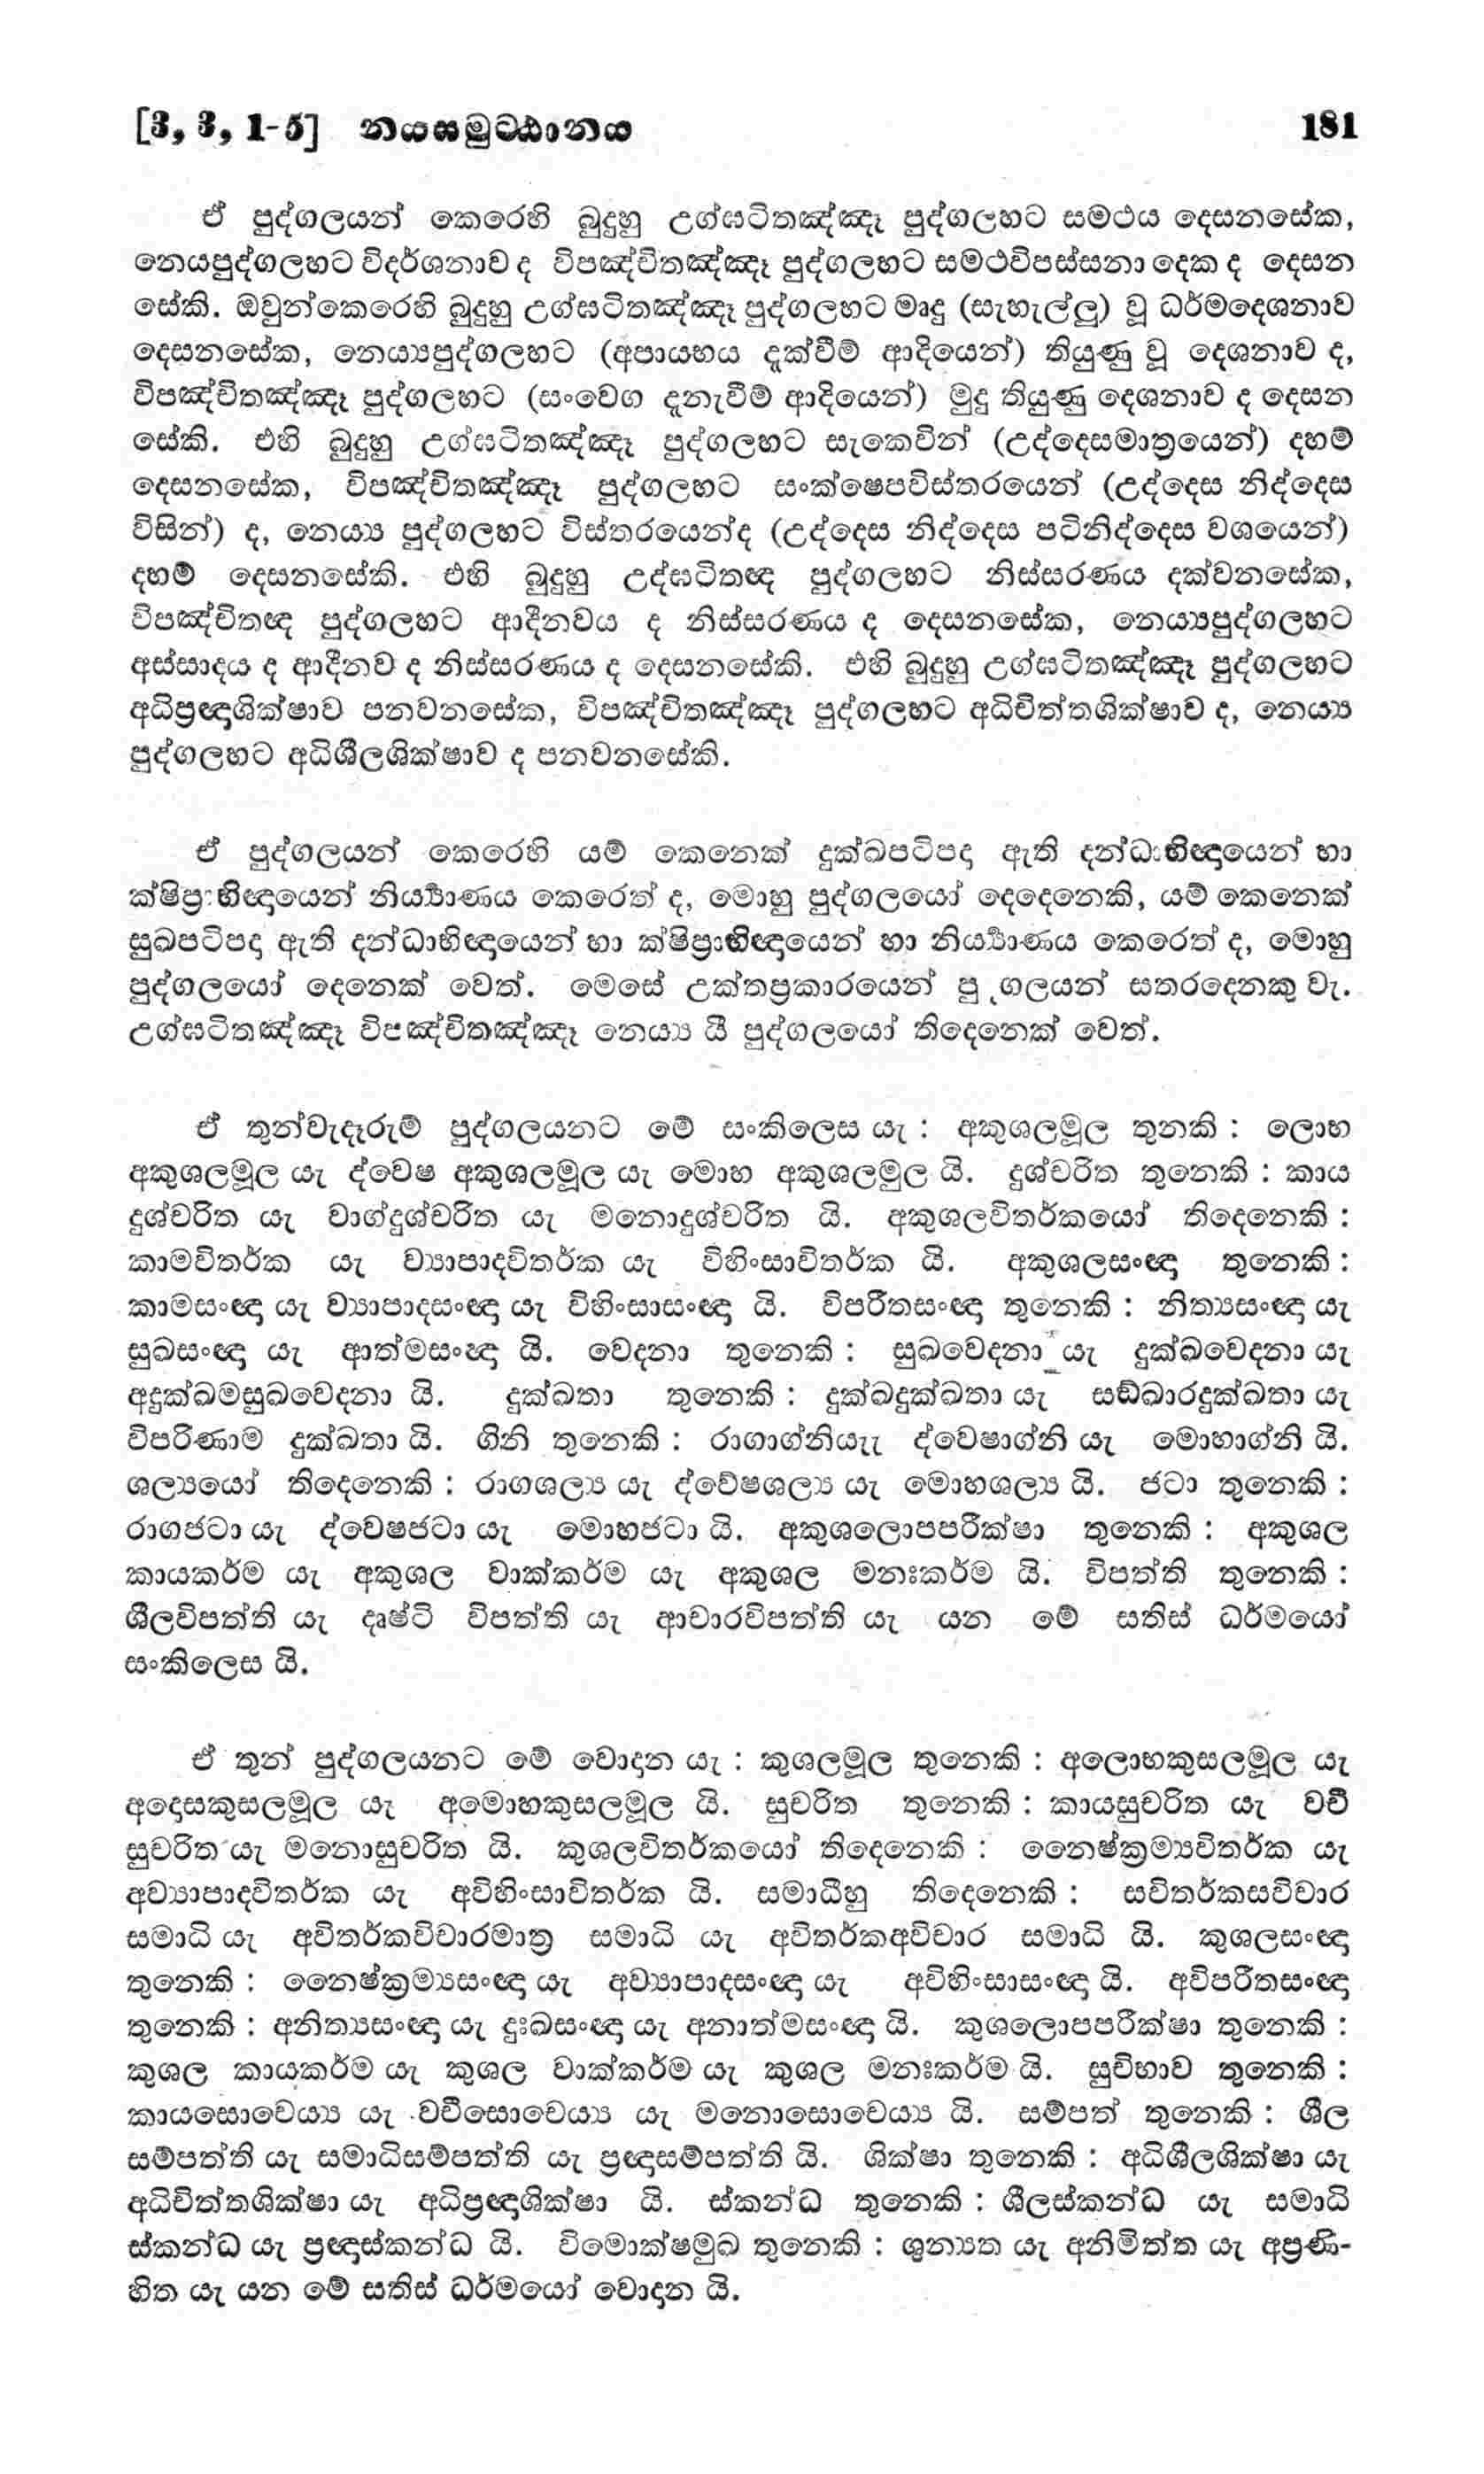 [3, 3, 1-5] නයසමුට්ඨානය 181
ඒ පුද්ගලයන් කෙරෙහි බුදුහු උග්ඝටිතඤ්ඤෑ පුද්ගලහට සමථය දෙසනසේක,
නෙයපුද්ගලහට විදර්ශනාව ද විපඤ්චිතඤ්ඤෑ පුද්ගලහට සමථවිපස්සනා දෙක ද දෙසන
සේකි. ඔවුන්කෙරෙහි බුදුහු උග්ඝටිතඤ්ඤෑ පුද්ගලහට මෘදු (සැහැල්ලු) වූ ධර්මදෙශනාව
දෙසනසේක, නෙය්‍යපුද්ගලහට (අපායභය දැක්වීම් ආදියෙන්) තියුණු වූ දෙශනාව ද,
විපඤ්චිතඤ්ඤෑ පුද්ගලහට (සංවෙග දැනැවීම් ආදියෙන්) මුදු තියුණු දෙශනාව ද දෙසන
සේකි. එහි බුදුහු උග්ඝටිතඤ්ඤෑ පුද්ගලහට සැකෙවින් (උද්දෙසමාත්‍රයෙන්) දහම්
දෙසනසේක, විපඤ්චිතඤ්ඤෑ පුද්ගලහට සංක්ෂෙපවිස්තරයෙන් (උද්දෙස නිද්දෙස
විසින්) ද, නෙය්‍ය පුද්ගලහට විස්තරයෙන්ද (උද්දෙස නිද්දෙස පටිනිද්දෙස වශයෙන්)
දහම් දෙසනසේකි. එහි බුදුහු උද්ඝටිතඥ පුද්ගලහට නිස්සරණය දක්වනසේක,
විපඤ්චිතඥ පුද්ගලහට ආදීනවය ද නිස්සරණය ද දෙසනසේක, නෙය්‍යපුද්ගලහට
අස්සාදය ද ආදීනව ද නිස්සරණය ද දෙසනසේකි. එහි බුදුහු උග්ඝටිතඤ්ඤෑ පුද්ගලහට
අධිප්‍රඥාශික්ෂාව පනවනසේක, විපඤ්චිතඤ්ඤෑ පුද්ගලහට අධිචිත්තශික්ෂාව ද, නෙය්‍ය
පුද්ගලහට අධිශීලශික්ෂාව ද පනවනසේකි.
ඒ පුද්ගලයන් කෙරෙහි යම් කෙනෙක් දුක්ඛපටිපදා ඇති දන්ධාභිඥායෙන් හා
ක්ෂිප්‍රාභිඥායෙන් නිර්‍ය්‍යාණය කෙරෙත් ද, මොහු පුද්ගලයෝ දෙදෙනෙකි, යම් කෙනෙක්
සුඛපටිපදා ඇති දන්ධාභිඥායෙන් හා ක්ෂිප්‍රාභිඥායෙන් හා නිර්‍ය්‍යාණය කෙරෙත් ද, මොහු
පුද්ගලයෝ දෙනෙක් වෙත්. මෙසේ උක්තප්‍රකාරයෙන් පු ගලයන් සතරදෙනකු වැ.
උග්ඝටිතඤ්ඤෑ විපඤ්චිතඤ්ඤෑ නෙය්‍ය යී පුද්ගලයෝ තිදෙනෙක් වෙත්.
ඒ තුන්වැදෑරුම් පුද්ගලයනට මේ සංකිලෙස යැ : අකුශලමූල තුනකි : ලොභ
අකුශලමූල යැ ද්වෙෂ අකුශලමූල යැ මොහ අකුශලමුල යි. දුශ්චරිත තුනෙකි : කාය
දුශ්චරිත යැ වාග්දුශ්චරිත යැ මනොදුශ්චරිත යි. අකුශලවිතර්කයෝ තිදෙනෙකි :
කාමවිතර්ක යැ ව්‍යාපාදවිතර්ක යැ විහිංසාවිතර්ක යි. අකුශලසංඥා තුනෙකි :
කාමසංඥා යැ ව්‍යාපාදසංඥා යැ විහිංසාසංඥා යි. විපරීතසංඥා තුනෙකි : නිත්‍යසංඥා යැ
සුඛසංඥා යැ ආත්මසංඥා යි. වෙදනා තුනෙකි : සුඛවෙදනා යැ දුක්ඛවෙදනා යැ
අදුක්ඛමසුඛවෙදනා යි. දුක්ඛතා තුනෙකි : දුක්ඛදුක්ඛතා යැ සඞ්ඛාරදුක්ඛතා යැ
විපරිණාම දුක්ඛතා යි. ගිනි තුනෙකි : රාගාග්නියැැ ද්වෙෂාග්නි යැ මොහාග්නි යි.
ශල්‍යයෝ තිදෙනෙකි : රාගශල්‍ය යැ ද්වේෂශල්‍ය යැ මොහශල්‍ය යි. ජටා තුනෙකි :
රාගජටා යැ ද්වෙෂජටා යැ මොහජටා යි. අකුශලොපපරීක්ෂා තුනෙකි : අකුශල
කායකර්ම යැ අකුශල වාක්කර්ම යැ අකුශල මනඃකර්ම යි. විපත්ති තුනෙකි :
ශීලවිපත්ති යැ දෘෂ්ටි විපත්ති යැ ආචාරවිපත්ති යැ යන මේ සතිස් ධර්මයෝ
සංකිලෙස යි.
ඒ තුන් පුද්ගලයනට මේ වොදාන යැ : කුශලමූල තුනෙකි : අලොභකුසලමූල යැ
අදොසකුසලමූල යැ අමොහකුසලමූල යි. සුචරිත තුනෙකි : කායසුචරිත යැ වචී
සුචරිත යැ මනොසුචරිත යි. කුශලවිතර්කයෝ තිදෙනෙකි : නෛෂ්ක්‍රම්‍යවිතර්ක යැ
අව්‍යාපාදවිතර්ක යැ අවිහිංසාවිතර්ක යි. සමාධීහු තිදෙනෙකි : සවිතර්කසවිචාර
සමාධි යැ අවිතර්කවිචාරමාත්‍ර සමාධි යැ අවිතර්කඅවිචාර සමාධි යි. කුශලසංඥා
තුනෙකි : නෛෂ්ක්‍රම්‍යසංඥා යැ අව්‍යාපාදසංඥා යැ අවිහිංසාසංඥා යි. අවිපරීතසංඥා
තුනෙකි : අනිත්‍යසංඥා යැ දුඃඛසංඥා යැ අනාත්මසංඥා යි. කුශලොපපරීක්ෂා තුනෙකි :
කුශල කායකර්ම යැ කුශල වාක්කර්ම යැ කුශල මනඃකර්ම යි. සුචිභාව තුනෙකි :
කායසොචෙය්‍ය යැ වචීසොචෙය්‍ය යැ මනොසොචෙය්‍ය යි. සම්පත් තුනෙකි : ශීල
සම්පත්ති යැ සමාධිසම්පත්ති යැ ප්‍රඥාසම්පත්ති යි. ශික්ෂා තුනෙකි : අධිශීලශික්ෂා යැ
අධිචිත්තශික්ෂා යැ අධිප්‍රඥාශික්ෂා යි. ස්කන්ධ තුනෙකි : ශීලස්කන්ධ යැ සමාධි
ස්කන්ධ යැ ප්‍රඥාස්කන්ධ යි. විමොක්ෂමුඛ තුනෙකි : ශුන්‍යත යැ අනිමිත්ත යැ අප්‍රණි-
හිත යැ යන මේ සතිස් ධර්මයෝ වොදාන යි.